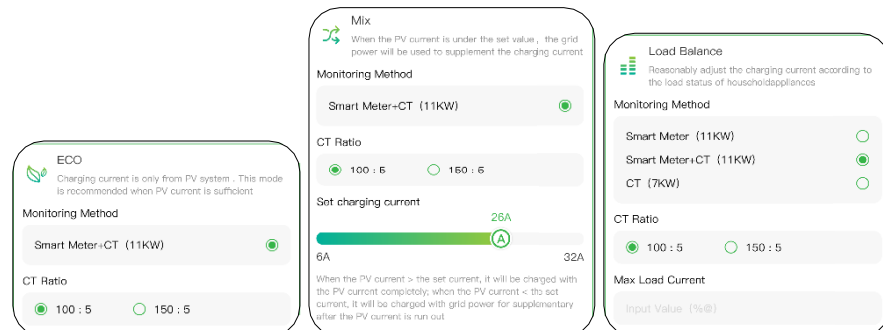 ECO
Charging current is only from PV system . This mode
is recommended when PV current is sufficient
Monitoring Method
Smart Meter+CT (11KW)
CT Ratio
100 : 5
150 : 5
Mix
When the PV current is under the set value , the grid
power will be used to supplement the charging current
Monitoring Method
Smart Meter+CT (11KW)
CT Ratio
100 : 5
150 : 5
Set charging current
26A
A
6A
32A
When the PV current > the set current, it will be charged with
the PV current completely; when the PV current < the set
current, it will be charged with grid power for supplementary
after the PV current is run out
Load Balance
Reasonably adjust the charging current according to
the load status of householdappliances
Monitoring Method
Smart Meter (11KW)
Smart Meter+CT (11KW)
CT (7KW)
CT Ratio
100 : 5
150 : 5
Max Load Current
Input Value (%@)